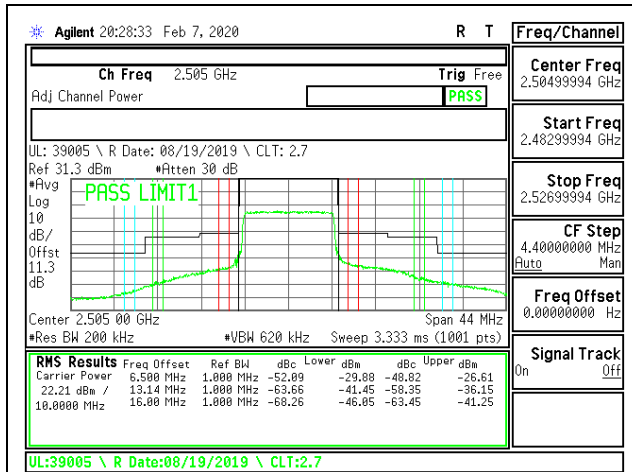 Agilent 20:28:33 Feb 7, 2020 R T
Ch Freq 2.505 GHz Trig Free
Adj Channel Power PASS
UL: 39005 \ R Date: 08/19/2019 \ CLT: 2.7
Ref 31.3 dBm #Atten 30 dB
#Avg
Log
10
dB/
Offst
11.3
dB
PASS LIMIT1
Center 2.505 00 GHz Span 44 MHz
#Res BW 200 kHz #VBW 620 kHz Sweep 3.333 ms (1001 pts)
RMS Results Freq Offset Ref BW dBc Lower dBm dBc Upper dBm
Carrier Power 6.500 MHz 1.000 MHz -52.09 -29.88 -48.82 -26.61
22.21 dBm / 13.14 MHz 1.000 MHz -63.66 -41.45 -58.35 -36.15
10.0000 MHz 16.00 MHz 1.000 MHz -68.26 -46.05 -63.45 -41.25
UL:39005 \ R Date:08/19/2019 \ CLT:2.7
Freq/Channel
Center Freq
2.50499994 GHz
Start Freq
2.48299994 GHz
Stop Freq
2.52699994 GHz
CF Step
4.40000000 MHz
Auto Man
Freq Offset
0.00000000 Hz
Signal Track
On Off